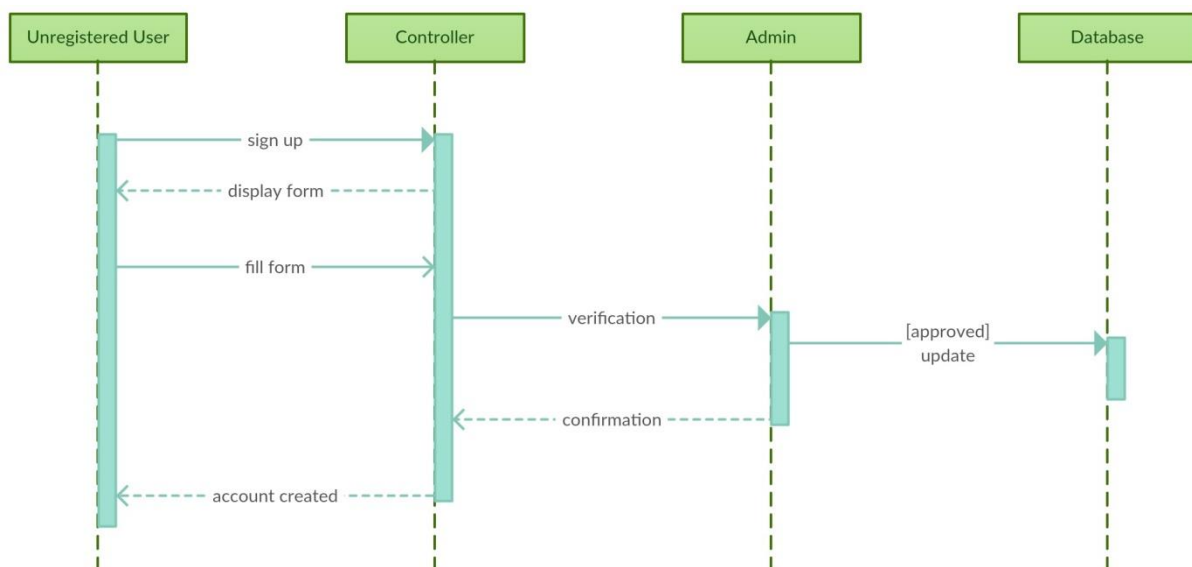 Unregistered User
Controller
Admin
Database
sign up
display form
fill form
verification
[approved]
update
confirmation
account created